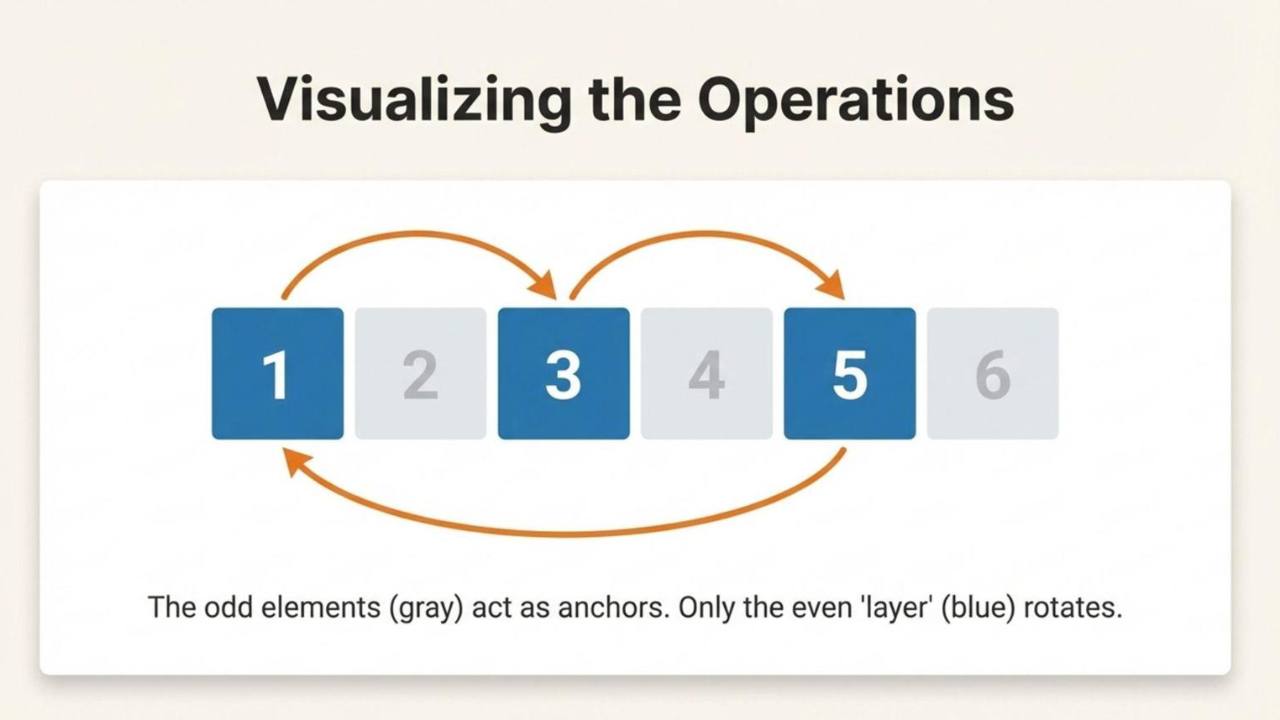 Visualizing the Operations
1 2 3 4 5 6
The odd elements (gray) act as anchors. Only the even 'layer' (blue) rotates.